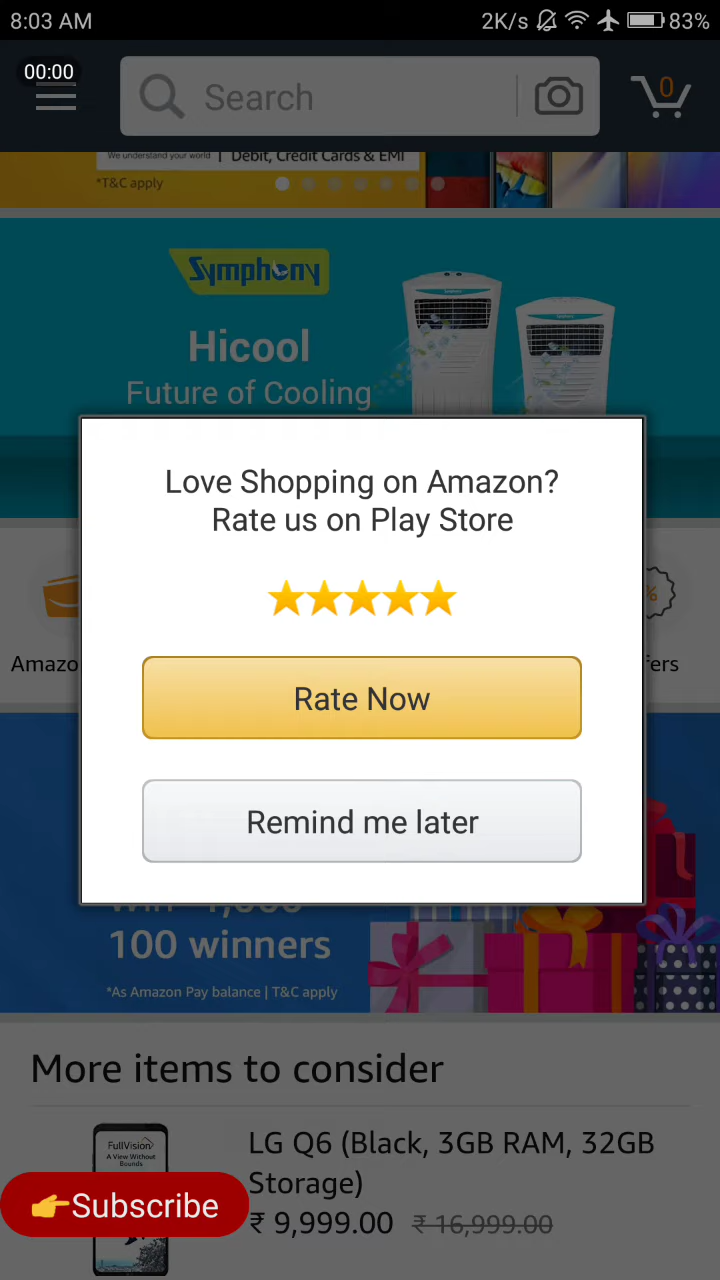 8:03 AM
2K/s
83%
00:00
Search
0
We understand your world | Debit, Credit Cards & EMI
*T&C apply
Symphony
Hicool
Future of Cooling
Love Shopping on Amazon?
Rate us on Play Store
Amazo
%
fers
Rate Now
Remind me later
100 winners
*As Amazon Pay balance | T&C apply
More items to consider
FullVision
A View Without
Bounds
LG Q6 (Black, 3GB RAM, 32GB
Storage)
👉Subscribe
₹ 9,999.00 ₹ 16,999.00